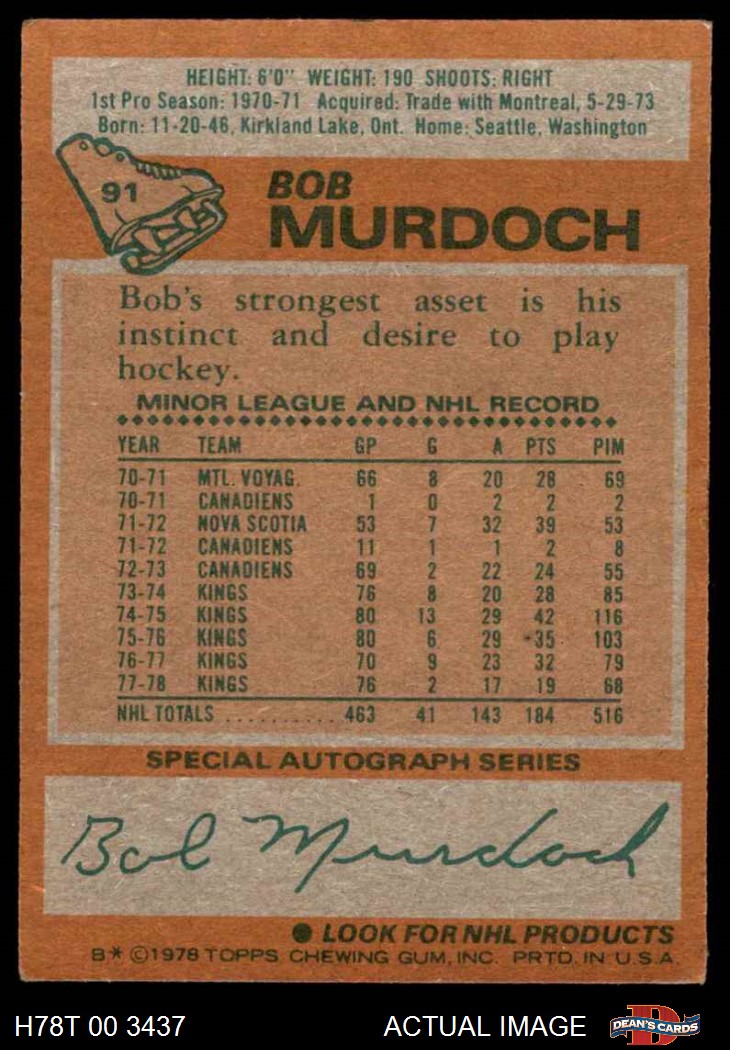 HEIGHT: 6'0" WEIGHT: 190 SHOOTS: RIGHT
1st Pro Season: 1970-71 Acquired: Trade with Montreal, 5-29-73
Born: 11-20-46, Kirkland Lake, Ont. Home: Seattle, Washington
91
BOB
MURDOCH
Bob's strongest asset is his
instinct and desire to play
hockey.
MINOR LEAGUE AND NHL RECORD
YEAR TEAM GP G A PTS PIM
70-71 MTL. VOYAG. 66 8 20 28 69
70-71 CANADIENS 1 0 2 2 2
71-72 NOVA SCOTIA 53 7 32 39 53
71-72 CANADIENS 11 1 1 2 8
72-73 CANADIENS 69 2 22 24 55
73-74 KINGS 76 8 20 28 85
74-75 KINGS 80 13 29 42 116
75-76 KINGS 80 6 29 35 103
76-77 KINGS 70 9 23 32 79
77-78 KINGS 76 2 17 19 68
NHL TOTALS .......... 463 41 143 184 516
SPECIAL AUTOGRAPH SERIES
Bob Murdoch
● LOOK FOR NHL PRODUCTS
B* ©1978 TOPPS CHEWING GUM, INC. PRTD. IN U.S.A.
H78T 00 3437 ACTUAL IMAGE DEAN'S CARDS